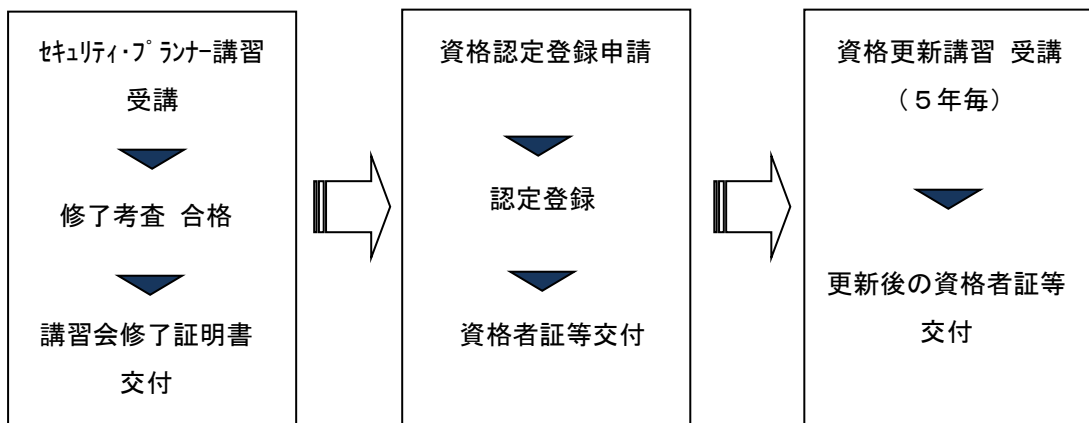 ｾｷｭﾘﾃｨ・ﾌﾟﾗﾝﾅｰ講習
受講
修了考査 合格
講習会修了証明書
交付
資格認定登録申請
認定登録
資格者証等交付
資格更新講習 受講
（５年毎）
更新後の資格者証等
交付